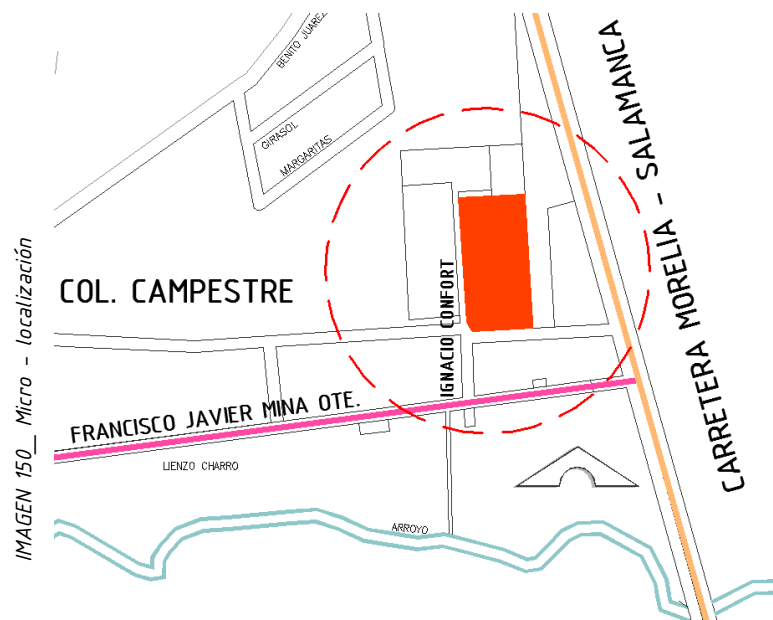 BENITO JUAREZ
GIRASOL
MARGARITAS
CARRETERA MORELIA - SALAMANCA
COL. CAMPESTRE
IGNACIO CONFORT
FRANCISCO JAVIER MINA OTE.
LIENZO CHARRO
ARROYO
IMAGEN 150_ Micro - localización